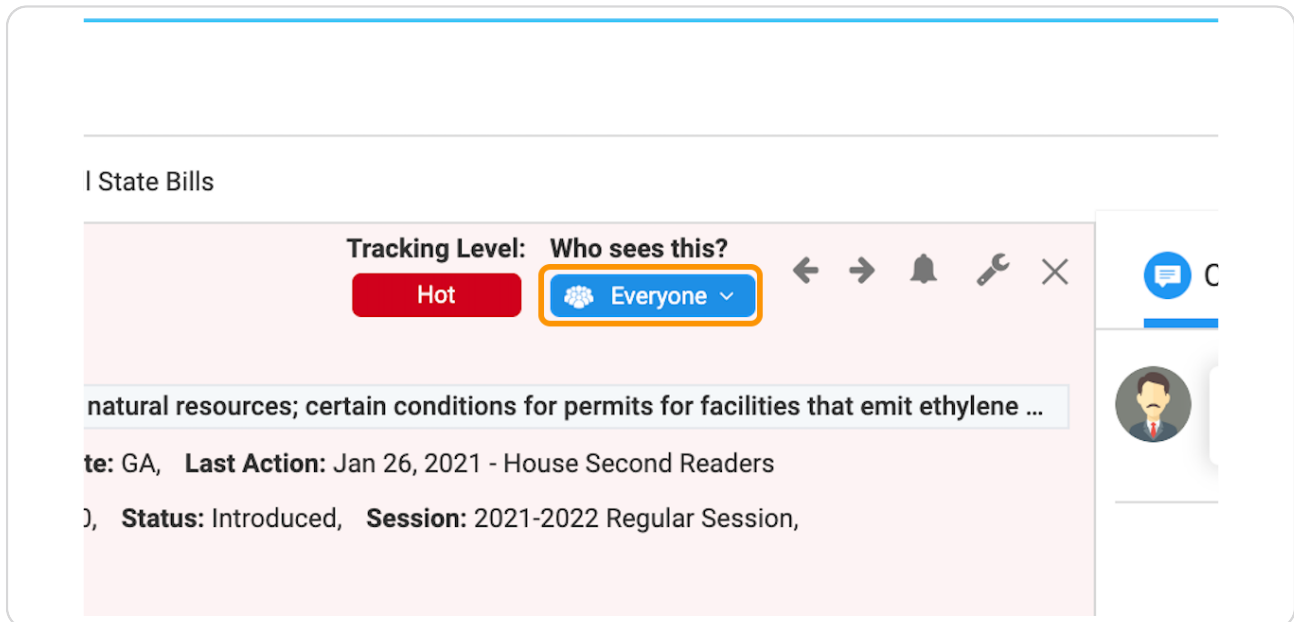 l State Bills
Tracking Level: Who sees this?
Hot Everyone
natural resources; certain conditions for permits for facilities that emit ethylene ...
te: GA, Last Action: Jan 26, 2021 - House Second Readers
0, Status: Introduced, Session: 2021-2022 Regular Session,